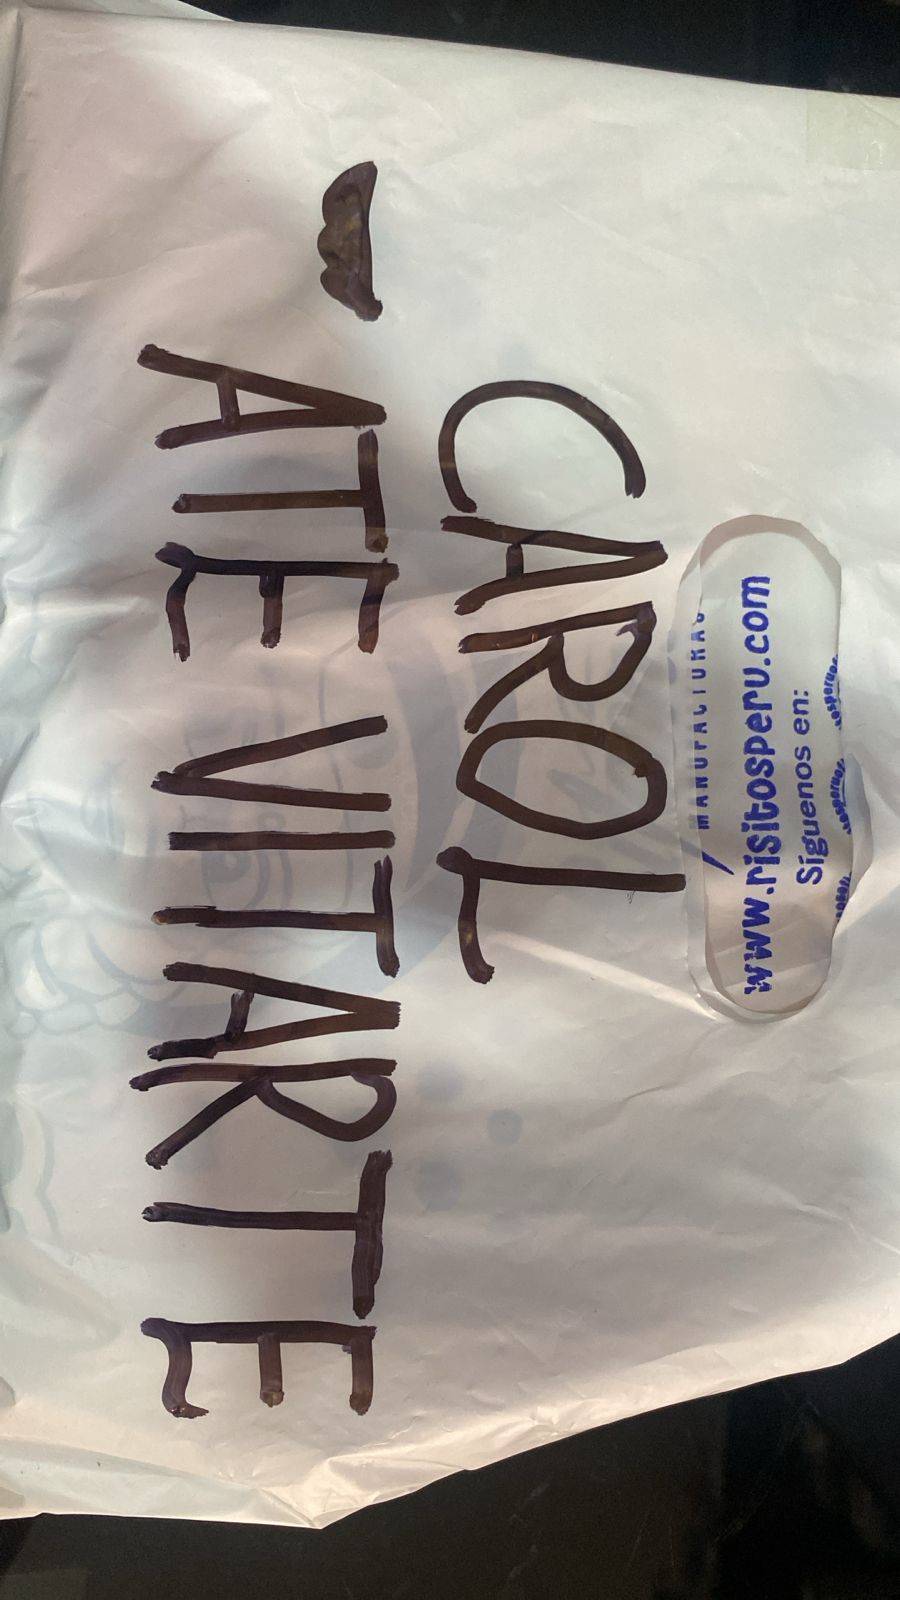 CAROL
ATE VITARTE
MANUFACTURAS
www.risitosperu.com
Síguenos en: